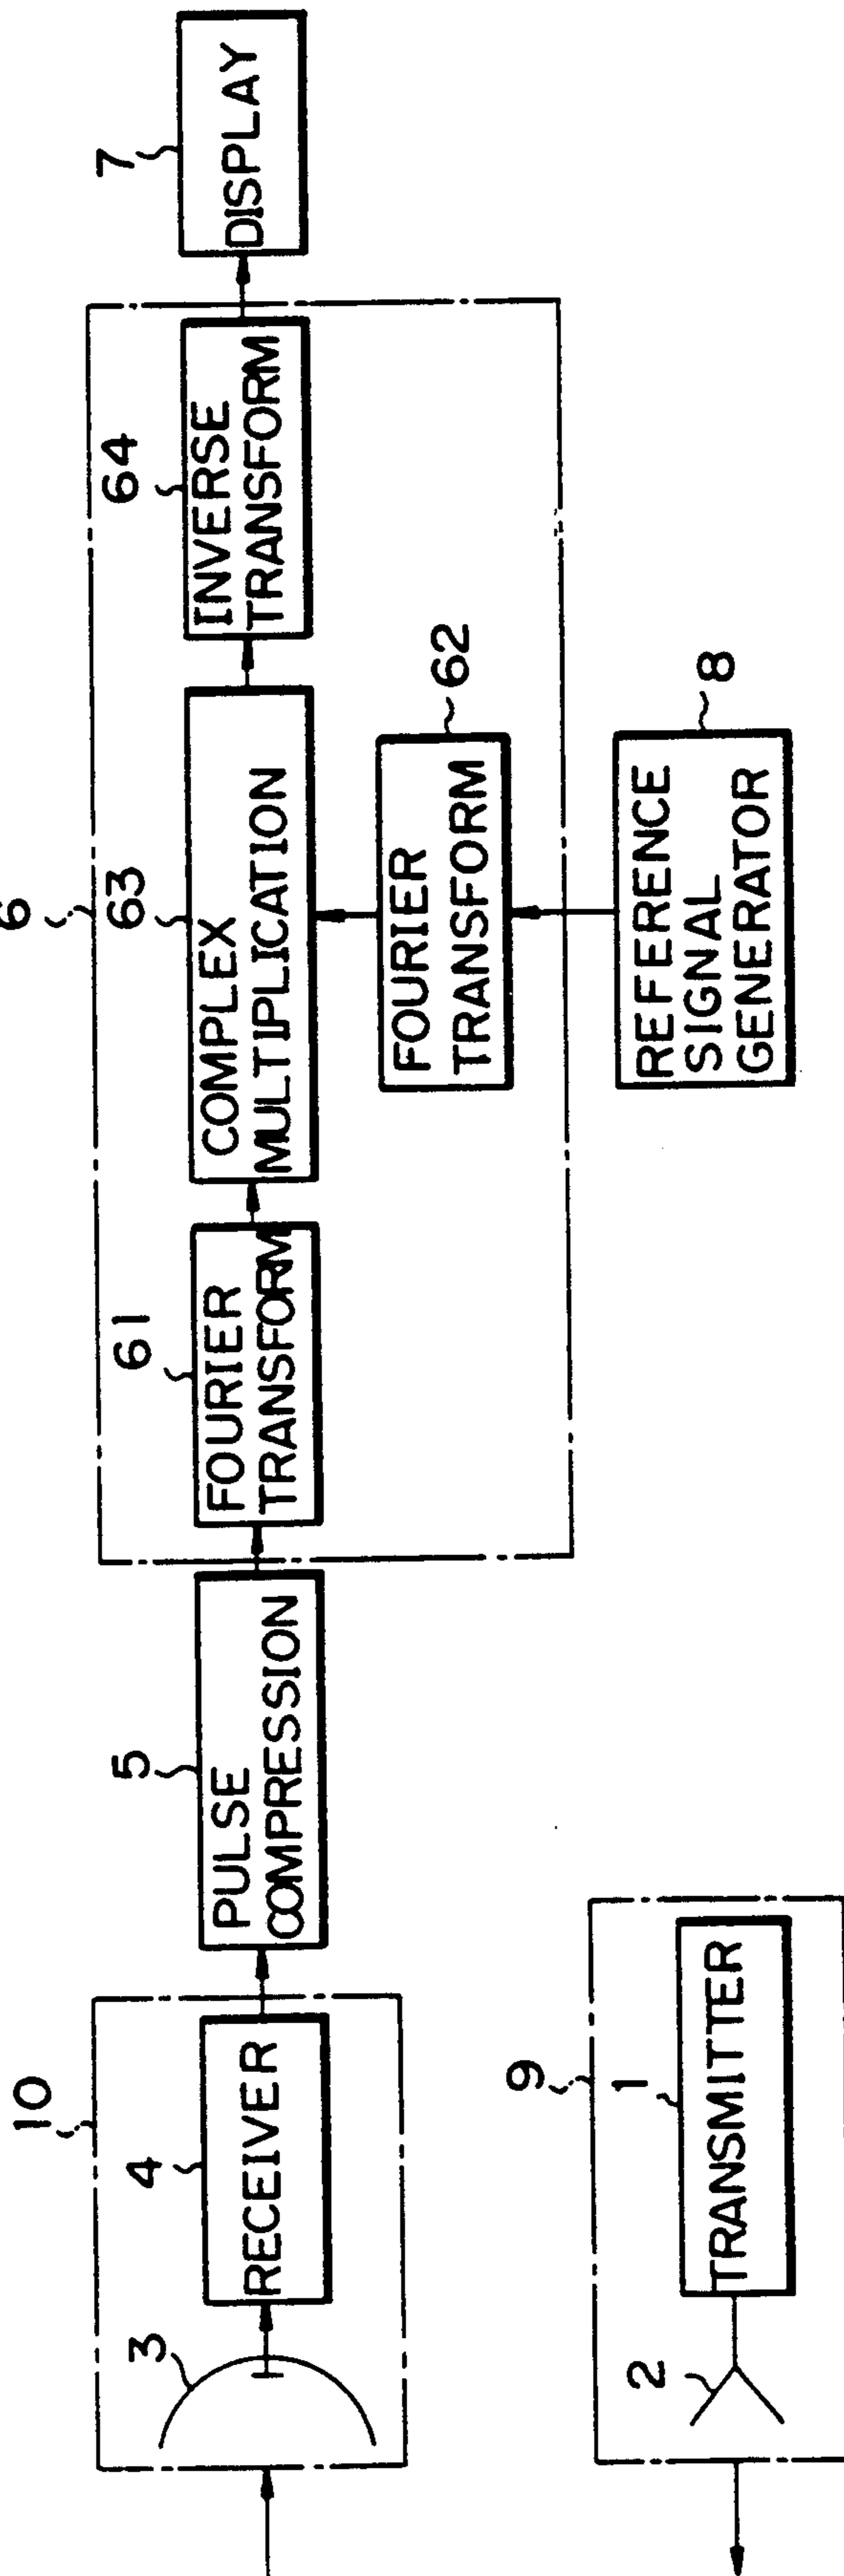 10
3
4
RECEIVER
5
PULSE
COMPRESSION
6
61
FOURIER
TRANSFORM
63
COMPLEX
MULTIPLICATION
64
INVERSE
TRANSFORM
7
DISPLAY
FOURIER
TRANSFORM
62
REFERENCE
SIGNAL
GENERATOR
8
9
2
1
TRANSMITTER